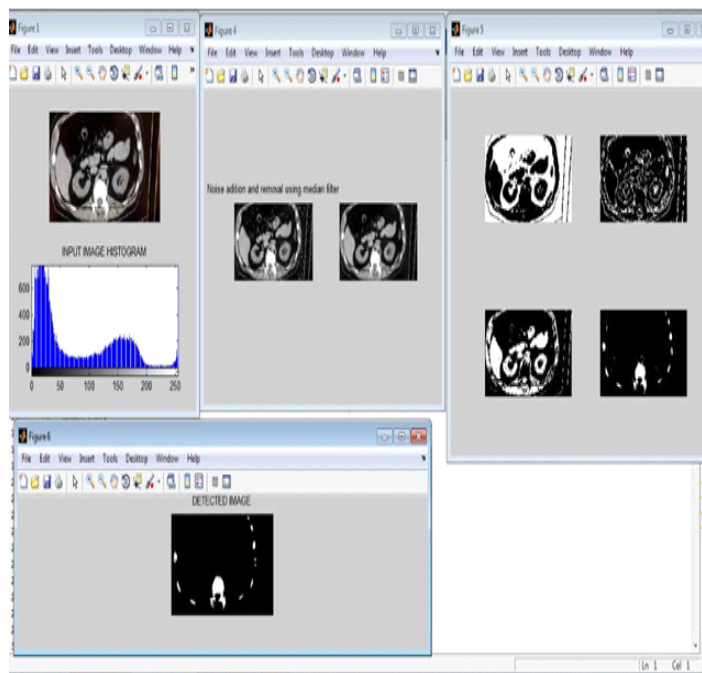 Figure 1
File Edit View Insert Tools Desktop Window Help
INPUT IMAGE HISTOGRAM
600
400
200
0
0 50 100 150 200 250
Figure 4
File Edit View Insert Tools Desktop Window Help
Noise adition and removal using median filter
Figure 5
File Edit View Insert Tools Desktop Window Help
Figure 6
File Edit View Insert Tools Desktop Window Help
DETECTED IMAGE
Ln 1 Col 1